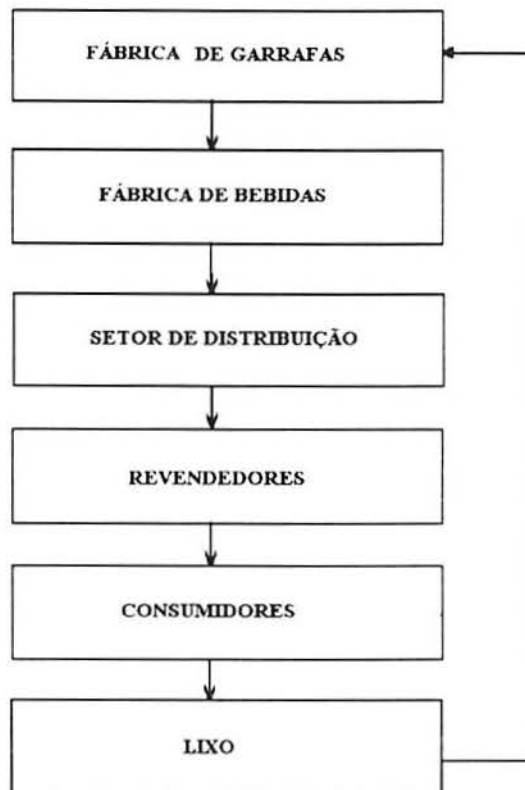 FÁBRICA DE GARRAFAS
FÁBRICA DE BEBIDAS
SETOR DE DISTRIBUIÇÃO
REVENDEDORES
CONSUMIDORES
LIXO